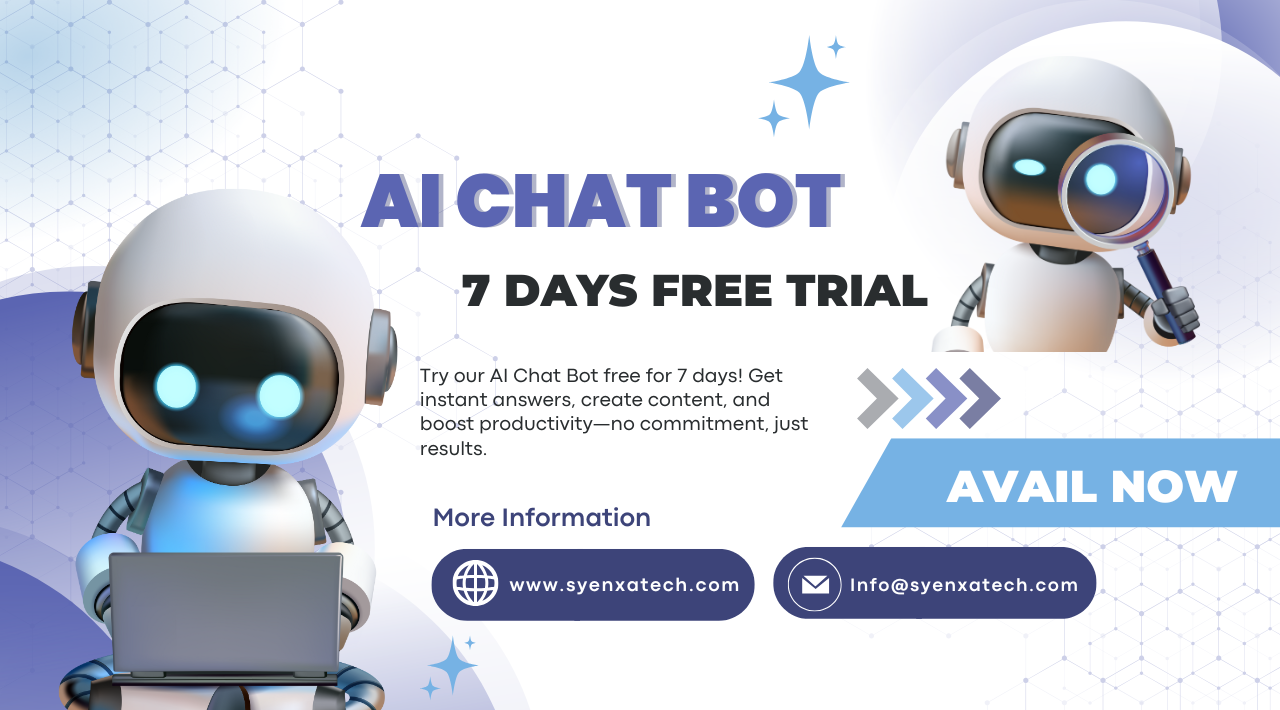 AI CHAT BOT
7 DAYS FREE TRIAL
Try our AI Chat Bot free for 7 days! Get
instant answers, create content, and
boost productivity—no commitment, just
results.
AVAIL NOW
More Information
www.syenxatech.com
Info@syenxatech.com